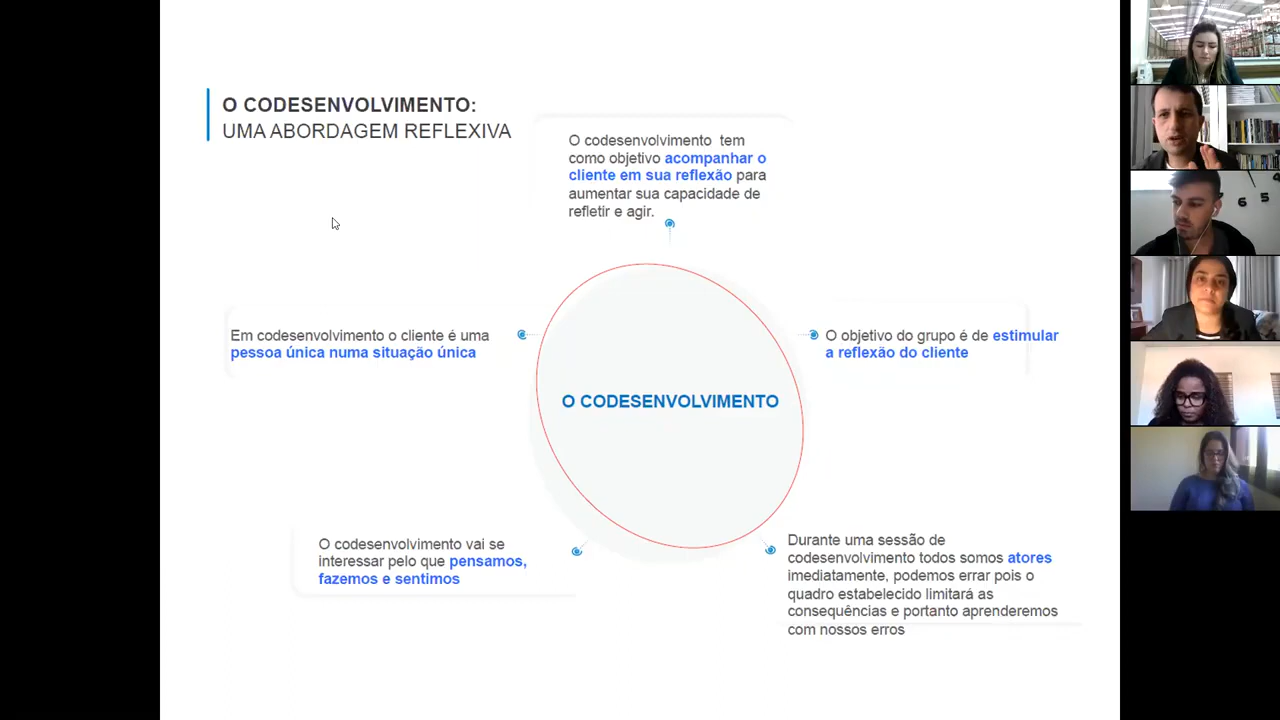 O CODESENVOLVIMENTO:
UMA ABORDAGEM REFLEXIVA
O codesenvolvimento tem
como objetivo acompanhar o
cliente em sua reflexão para
aumentar sua capacidade de
refletir e agir.
Em codesenvolvimento o cliente é uma
pessoa única numa situação única
O objetivo do grupo é de estimular
a reflexão do cliente
O CODESENVOLVIMENTO
O codesenvolvimento vai se
interessar pelo que pensamos,
fazemos e sentimos
Durante uma sessão de
codesenvolvimento todos somos atores
imediatamente, podemos errar pois o
quadro estabelecido limitará as
consequências e portanto aprenderemos
com nossos erros
6
5